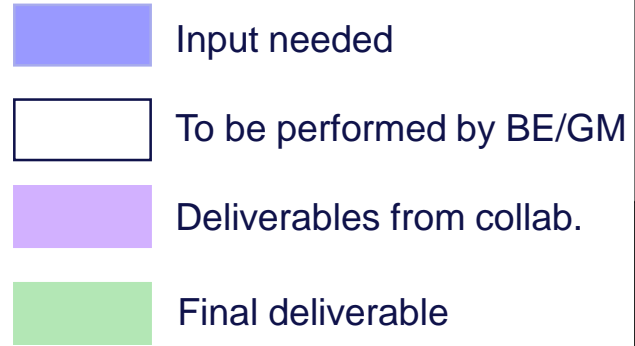 Input needed
To be performed by BE/GM
Deliverables from collab.
Final deliverable